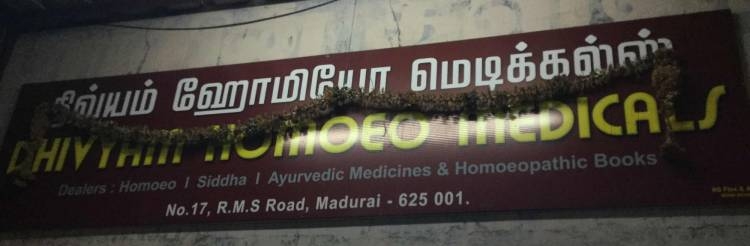 திவ்யம் ஹோமியோ மெடிக்கல்ஸ்
DHIVYAM HOMOEO MEDICALS
Dealers : Homoeo I Siddha I Ayurvedic Medicines & Homoeopathic Books
No.17, R.M.S Road, Madurai - 625 001.